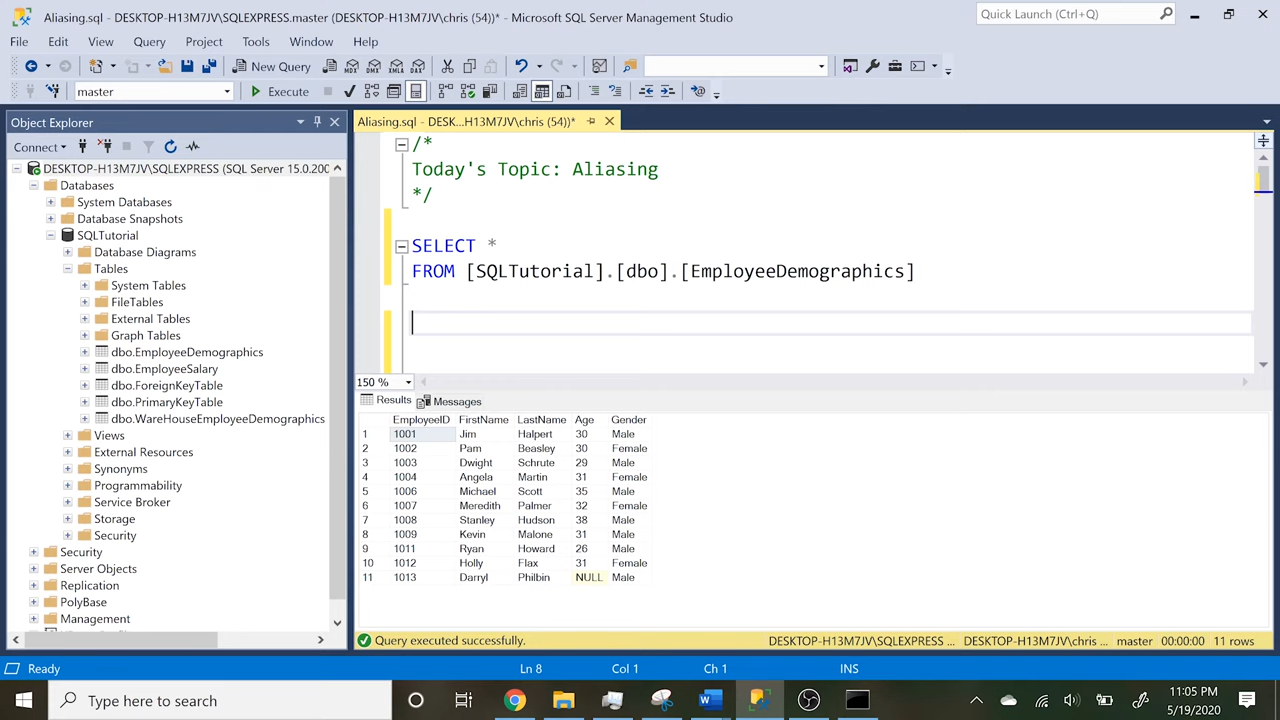 Aliasing.sql - DESKTOP-H13M7JV\SQLEXPRESS.master (DESKTOP-H13M7JV\chris (54))* - Microsoft SQL Server Management Studio
Quick Launch (Ctrl+Q)
File Edit View Query Project Tools Window Help
New Query
master
Execute
Object Explorer
Connect
DESKTOP-H13M7JV\SQLEXPRESS (SQL Server 15.0.200
Databases
System Databases
Database Snapshots
SQLTutorial
Database Diagrams
Tables
System Tables
FileTables
External Tables
Graph Tables
dbo.EmployeeDemographics
dbo.EmployeeSalary
dbo.ForeignKeyTable
dbo.PrimaryKeyTable
dbo.WareHouseEmployeeDemographics
Views
External Resources
Synonyms
Programmability
Service Broker
Storage
Security
Security
Server Objects
Replication
PolyBase
Management
Aliasing.sql - DESK...H13M7JV\chris (54))*
/*
Today's Topic: Aliasing
*/
SELECT *
FROM [SQLTutorial].[dbo].[EmployeeDemographics]
150 %
Results Messages
EmployeeID FirstName LastName Age Gender
1 1001 Jim Halpert 30 Male
2 1002 Pam Beasley 30 Female
3 1003 Dwight Schrute 29 Male
4 1004 Angela Martin 31 Female
5 1006 Michael Scott 35 Male
6 1007 Meredith Palmer 32 Female
7 1008 Stanley Hudson 38 Male
8 1009 Kevin Malone 31 Male
9 1011 Ryan Howard 26 Male
10 1012 Holly Flax 31 Female
11 1013 Darryl Philbin NULL Male
Query executed successfully. DESKTOP-H13M7JV\SQLEXPRESS ... DESKTOP-H13M7JV\chris ... master 00:00:00 11 rows
Ready Ln 8 Col 1 Ch 1 INS
Type here to search
11:05 PM
5/19/2020